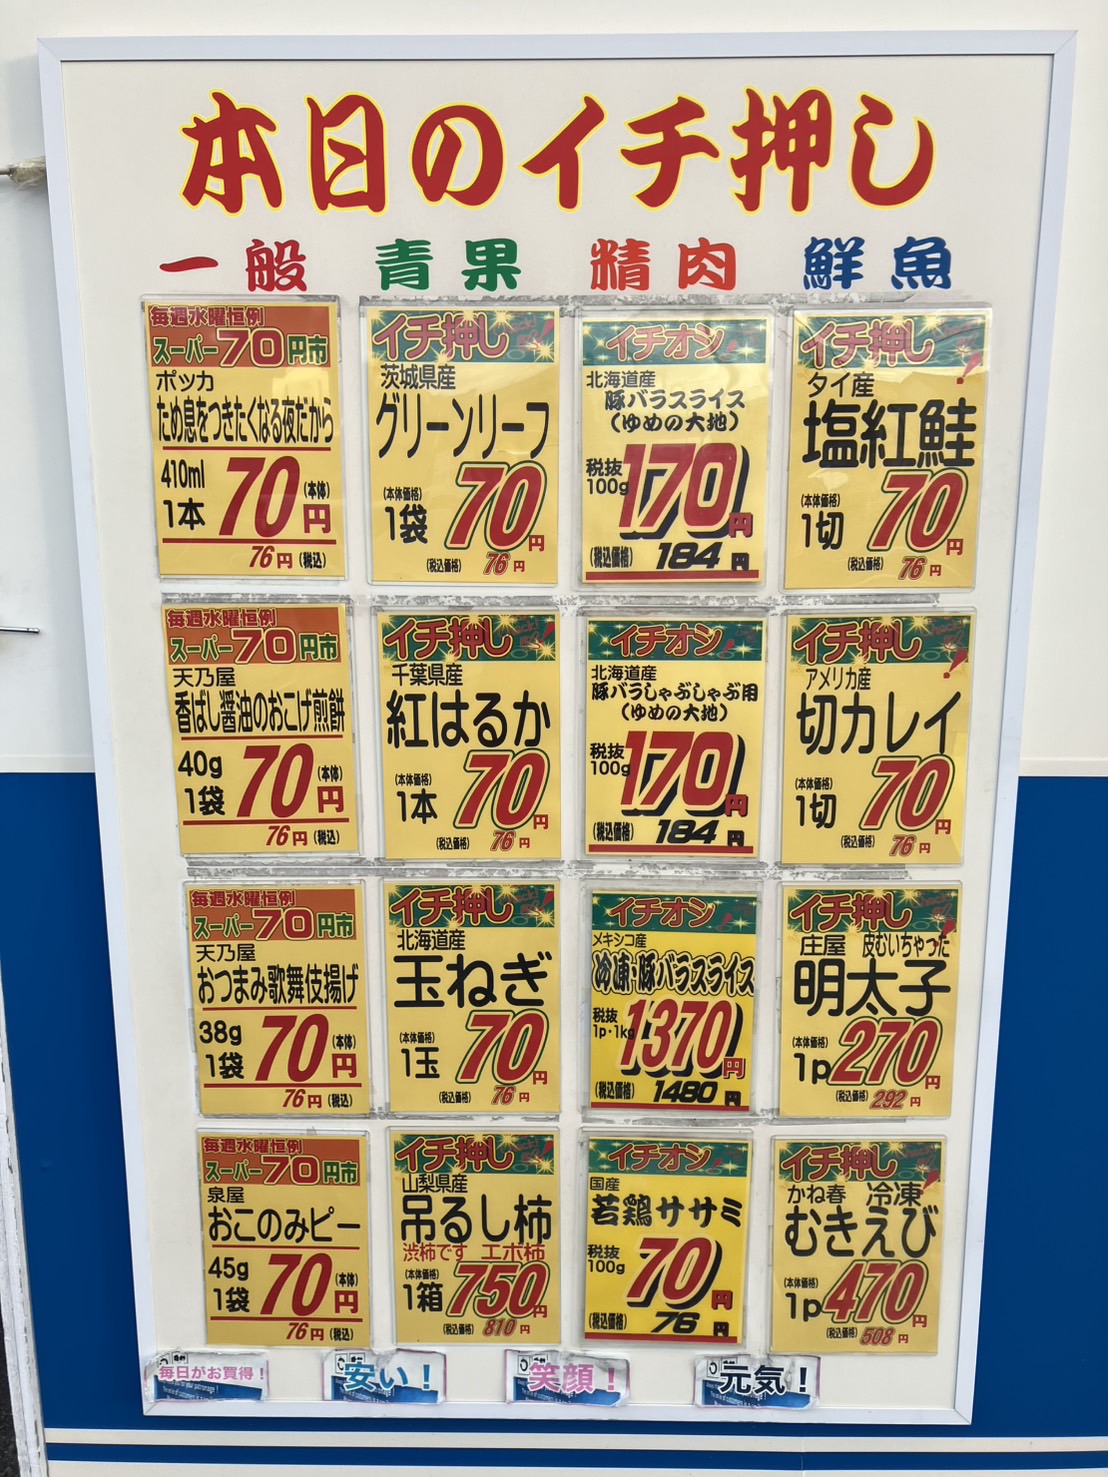 本日のイチ押し
一般
青果
精肉
鮮魚
毎週水曜恒例
スーパー70円市
ポッカ
ため息をつきたくなる夜だから
410ml
1本
70円
(本体)
76円(税込)
イチ押し
茨城県産
グリーンリーフ
(本体価格)
1袋
70円
(税込価格) 76円
イチオシ
北海道産
豚バラスライス
(ゆめの大地)
税抜
100g
170円
(税込価格) 184円
イチ押し
タイ産
塩紅鮭
(本体価格)
1切
70円
(税込価格) 76円
毎週水曜恒例
スーパー70円市
天乃屋
香ばし醤油のおこげ煎餅
40g
1袋
70円
(本体)
76円(税込)
イチ押し
千葉県産
紅はるか
(本体価格)
1本
70円
(税込価格) 76円
イチオシ
北海道産
豚バラしゃぶしゃぶ用
(ゆめの大地)
税抜
100g
170円
(税込価格) 184円
イチ押し
アメリカ産
切カレイ
(本体価格)
1切
70円
(税込価格) 76円
毎週水曜恒例
スーパー70円市
天乃屋
おつまみ歌舞伎揚げ
38g
1袋
70円
(本体)
76円(税込)
イチ押し
北海道産
玉ねぎ
(本体価格)
1玉
70円
(税込価格) 76円
イチオシ
メキシコ産
冷凍・豚バラスライス
税抜
1p・1kg
1370円
(税込価格) 1480円
イチ押し
庄屋 皮むいちゃった
明太子
(本体価格)
1p
270円
(税込価格) 292円
毎週水曜恒例
スーパー70円市
泉屋
おこのみピー
45g
1袋
70円
(本体)
76円(税込)
イチ押し
山梨県産
吊るし柿
渋柿です エボ柿
(本体価格)
1箱
750円
(税込価格) 810円
イチオシ
国産
若鶏ササミ
税抜
100g
70円
(税込価格) 76円
イチ押し
かね春 冷凍
むきえび
(本体価格)
1p
470円
(税込価格) 508円
毎日がお買得!
安い!
笑顔!
元気!